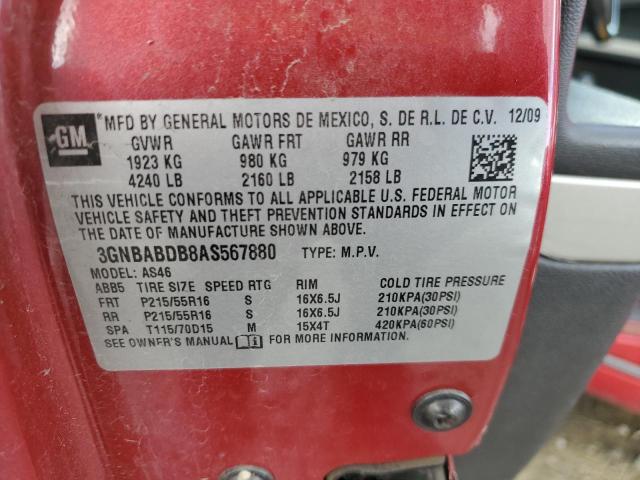 GM
*MFD BY GENERAL MOTORS DE MEXICO, S. DE R.L. DE C.V. 12/09
GVWR GAWR FRT GAWR RR
1923 KG 980 KG 979 KG
4240 LB 2160 LB 2158 LB
THIS VEHICLE CONFORMS TO ALL APPLICABLE U.S. FEDERAL MOTOR
VEHICLE SAFETY AND THEFT PREVENTION STANDARDS IN EFFECT ON
THE DATE OF MANUFACTURE SHOWN ABOVE.
3GNBABDB8AS567880 TYPE: M.P.V.
MODEL: AS46
ABB5 TIRE SIZE SPEED RTG RIM COLD TIRE PRESSURE
FRT P215/55R16 S 16X6.5J 210KPA(30PSI)
RR P215/55R16 S 16X6.5J 210KPA(30PSI)
SPA T115/70D15 M 15X4T 420KPA(60PSI)
SEE OWNER'S MANUAL FOR MORE INFORMATION.